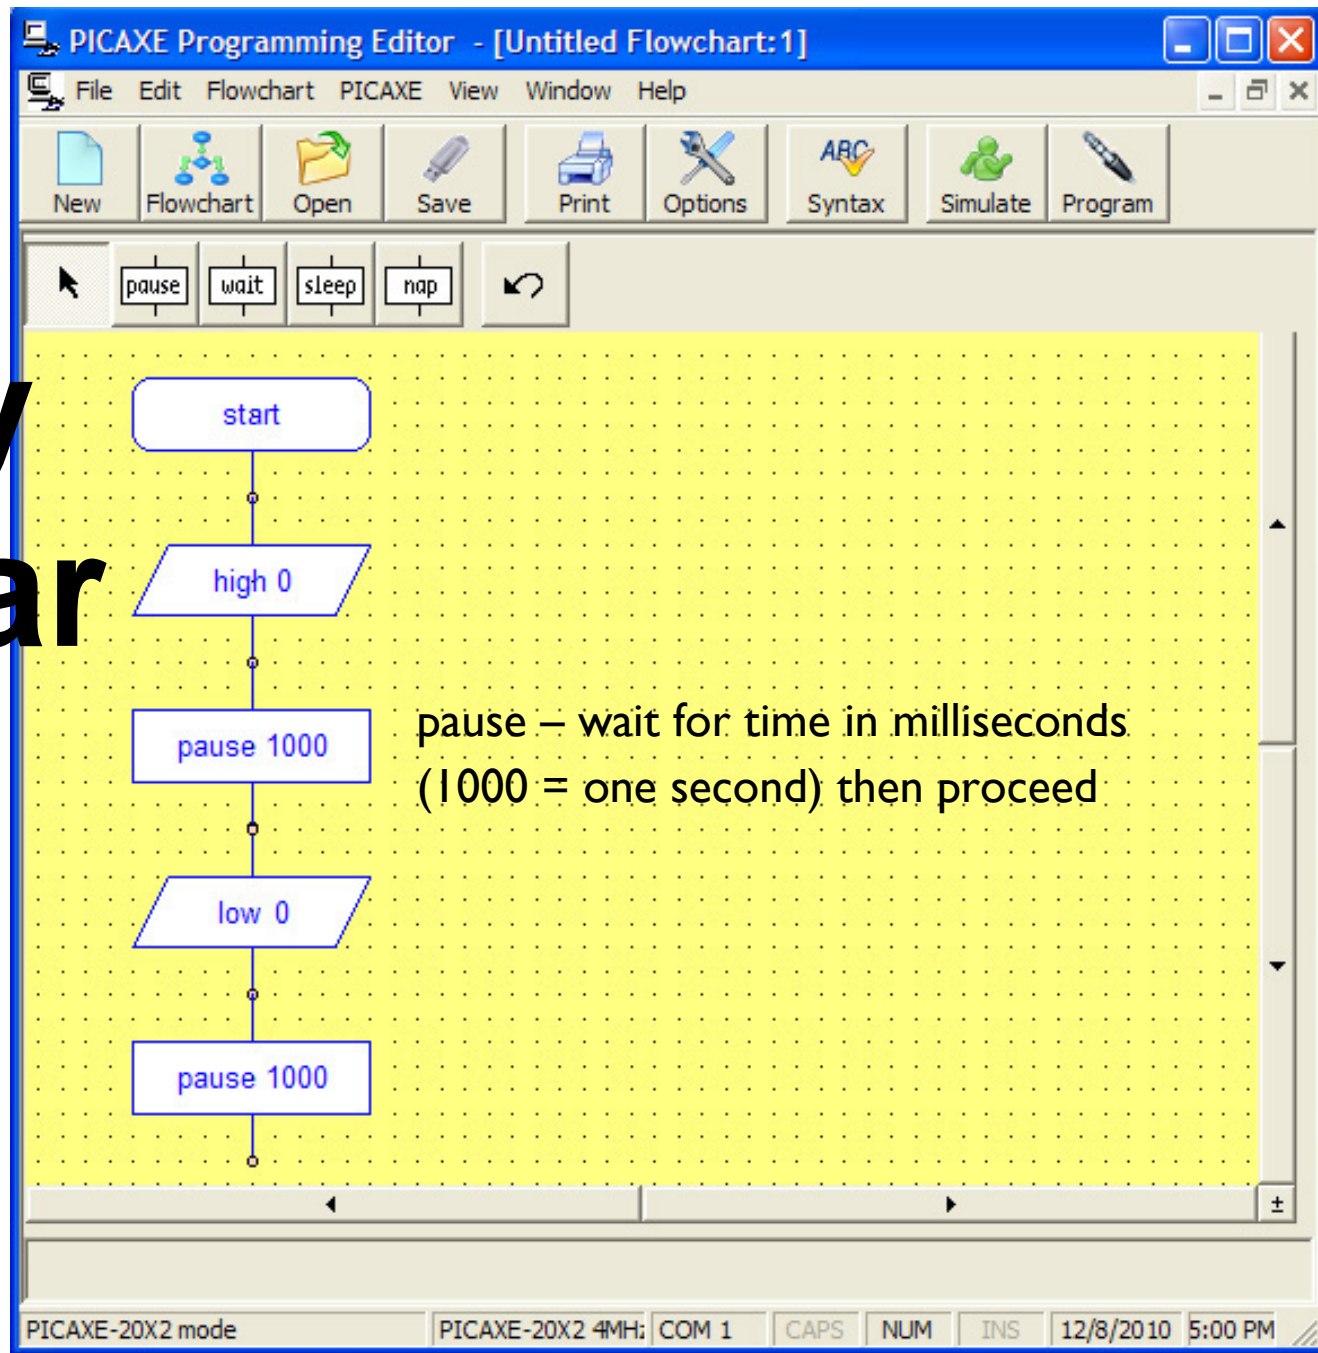 PICAXE Programming Editor - [Untitled Flowchart:1]
File Edit Flowchart PICAXE View Window Help
New Flowchart Open Save Print Options Syntax Simulate Program
ABC
pause wait sleep nap
start
high 0
ar
pause 1000
pause – wait for time in milliseconds
(1000 = one second) then proceed
low 0
pause 1000
PICAXE-20X2 mode PICAXE-20X2 4MHz COM 1 CAPS NUM INS 12/8/2010 5:00 PM